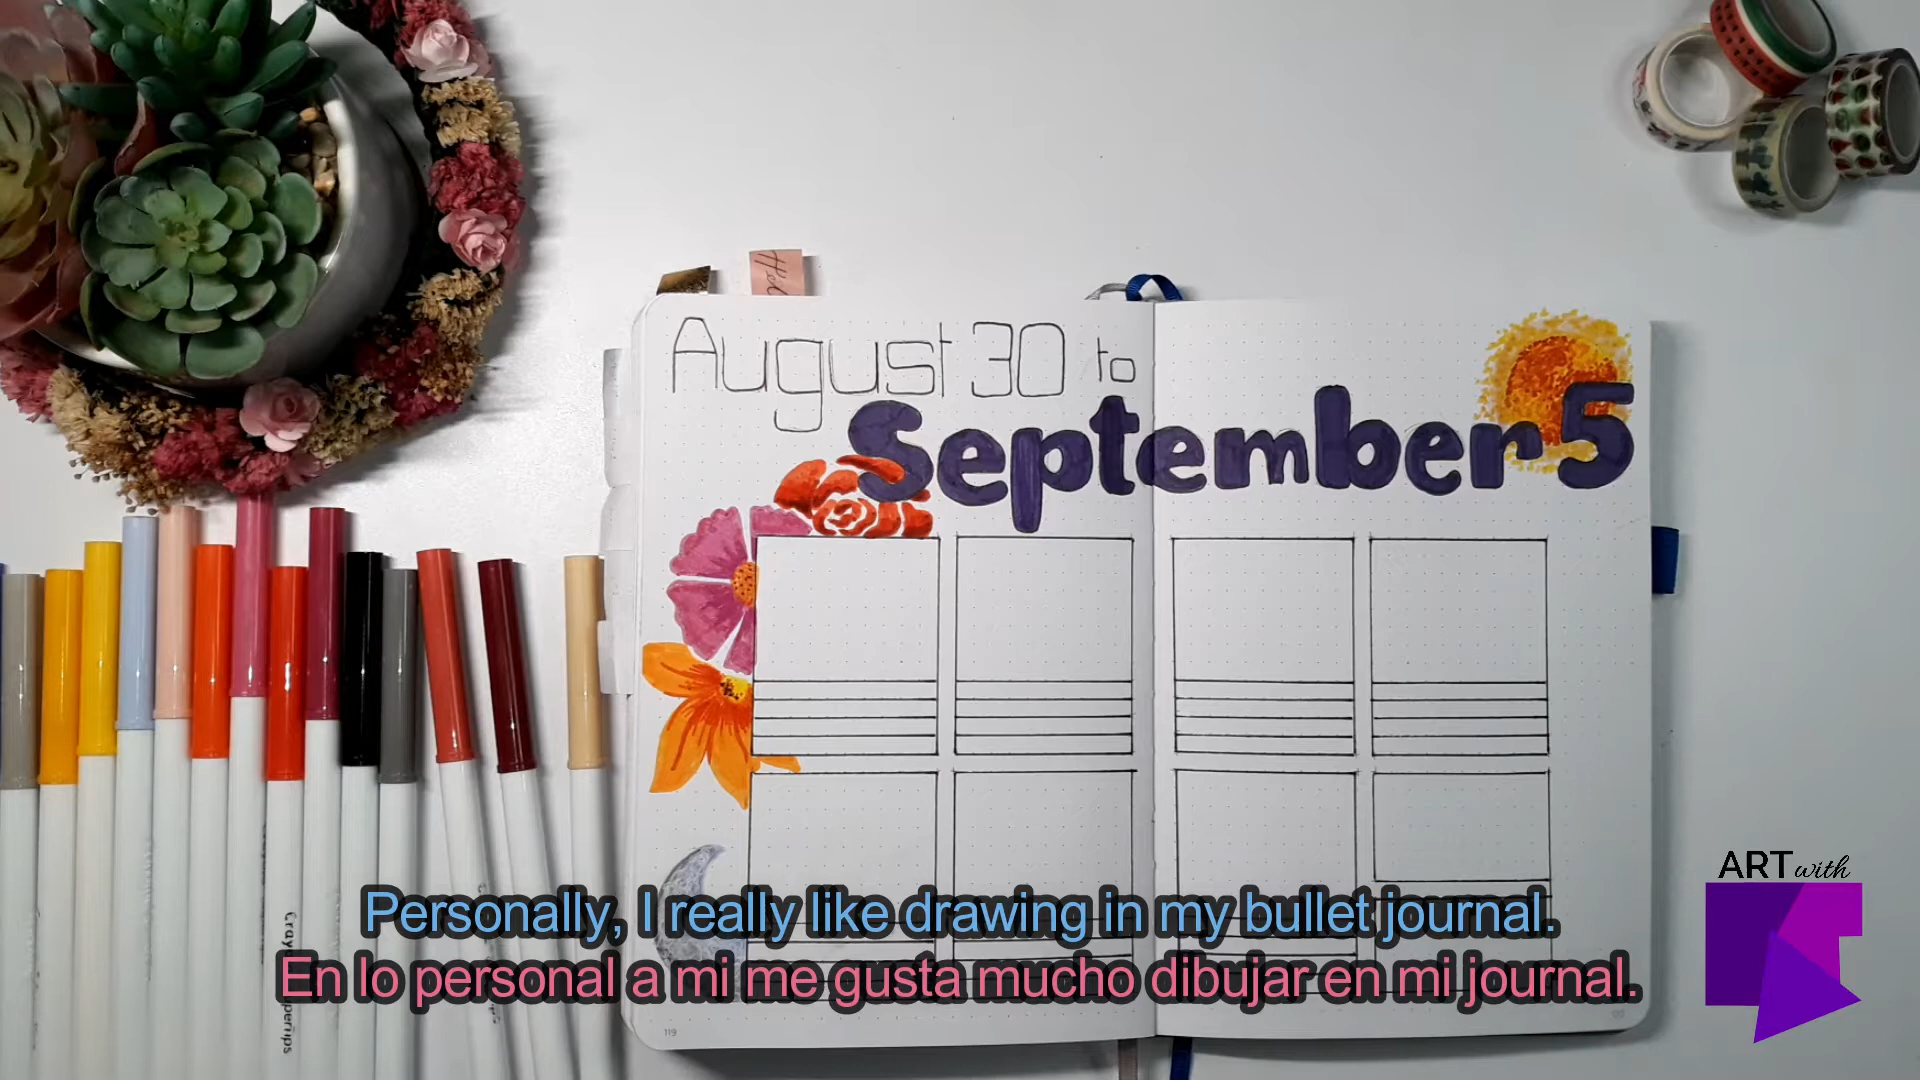 August 30 to
September 5
ART with
Personally, I really like drawing in my bullet journal.
En lo personal a mi me gusta mucho dibujar en mi journal.
119